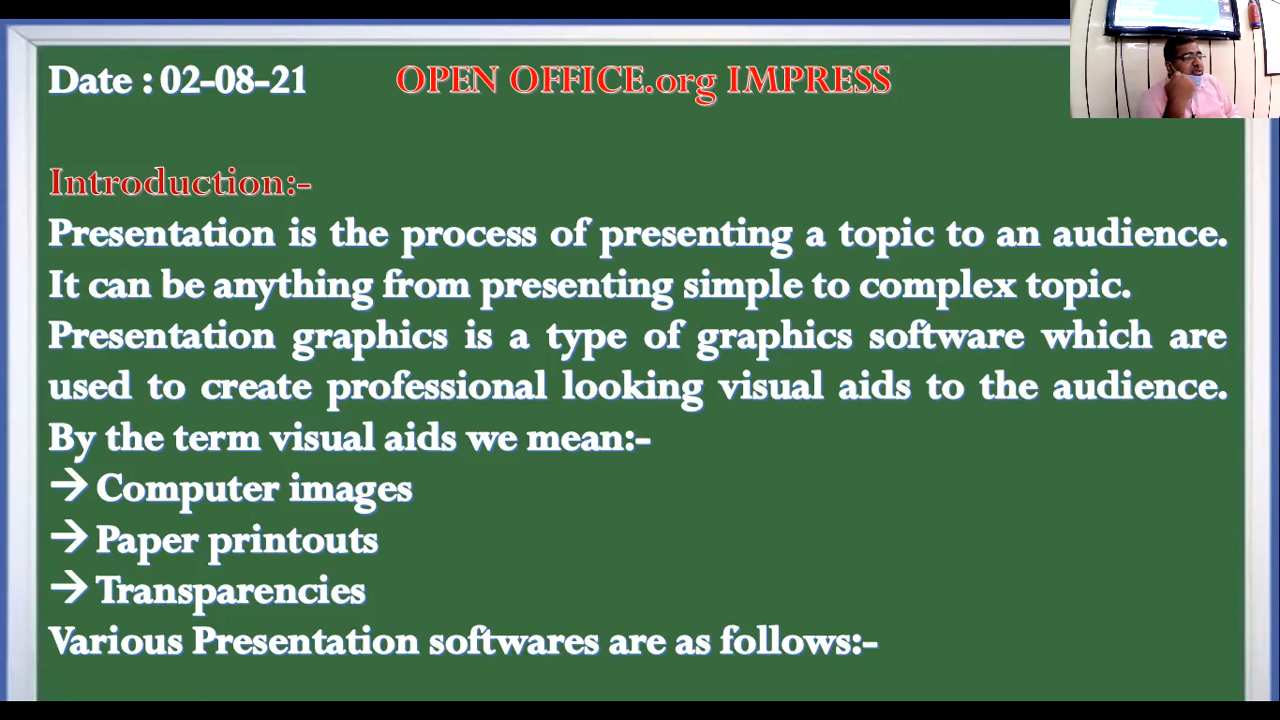 Date : 02-08-21 OPEN OFFICE.org IMPRESS
Introduction:-
Presentation is the process of presenting a topic to an audience.
It can be anything from presenting simple to complex topic.
Presentation graphics is a type of graphics software which are
used to create professional looking visual aids to the audience.
By the term visual aids we mean:-
→ Computer images
→ Paper printouts
→ Transparencies
Various Presentation softwares are as follows:-